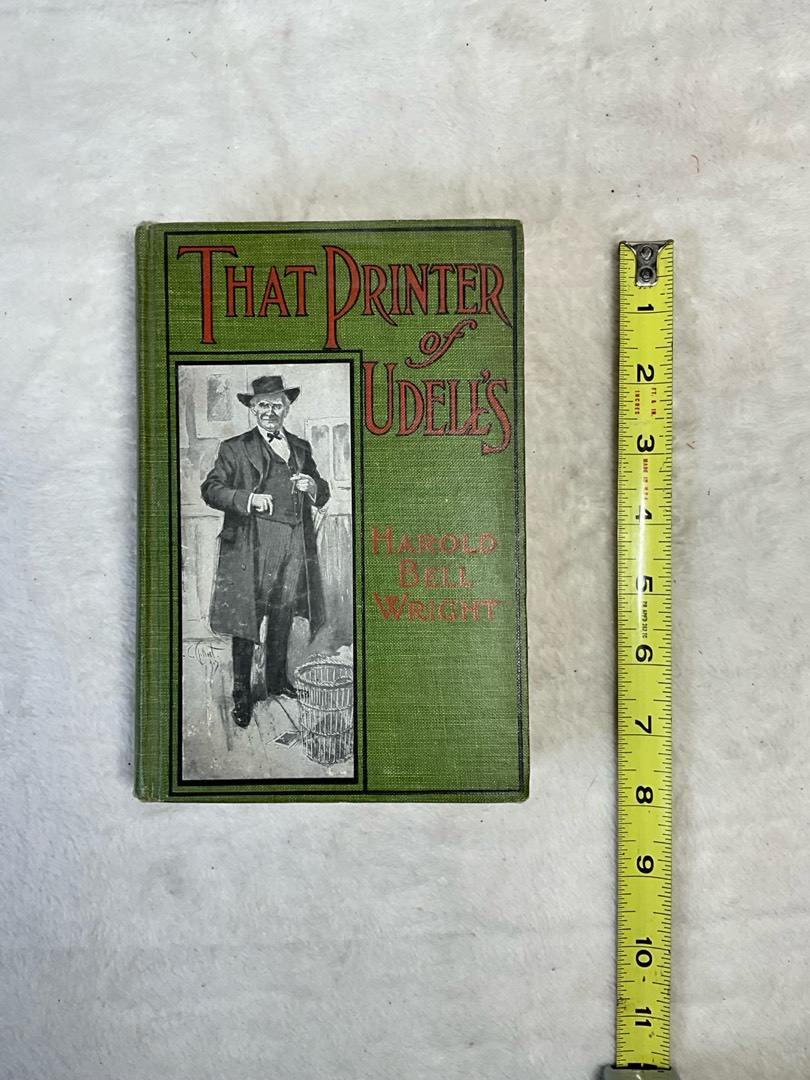 THAT PRINTER
of
UDELL'S
HAROLD
BELL
WRIGHT
1
2
3
4
5
6
7
8
9
10
11